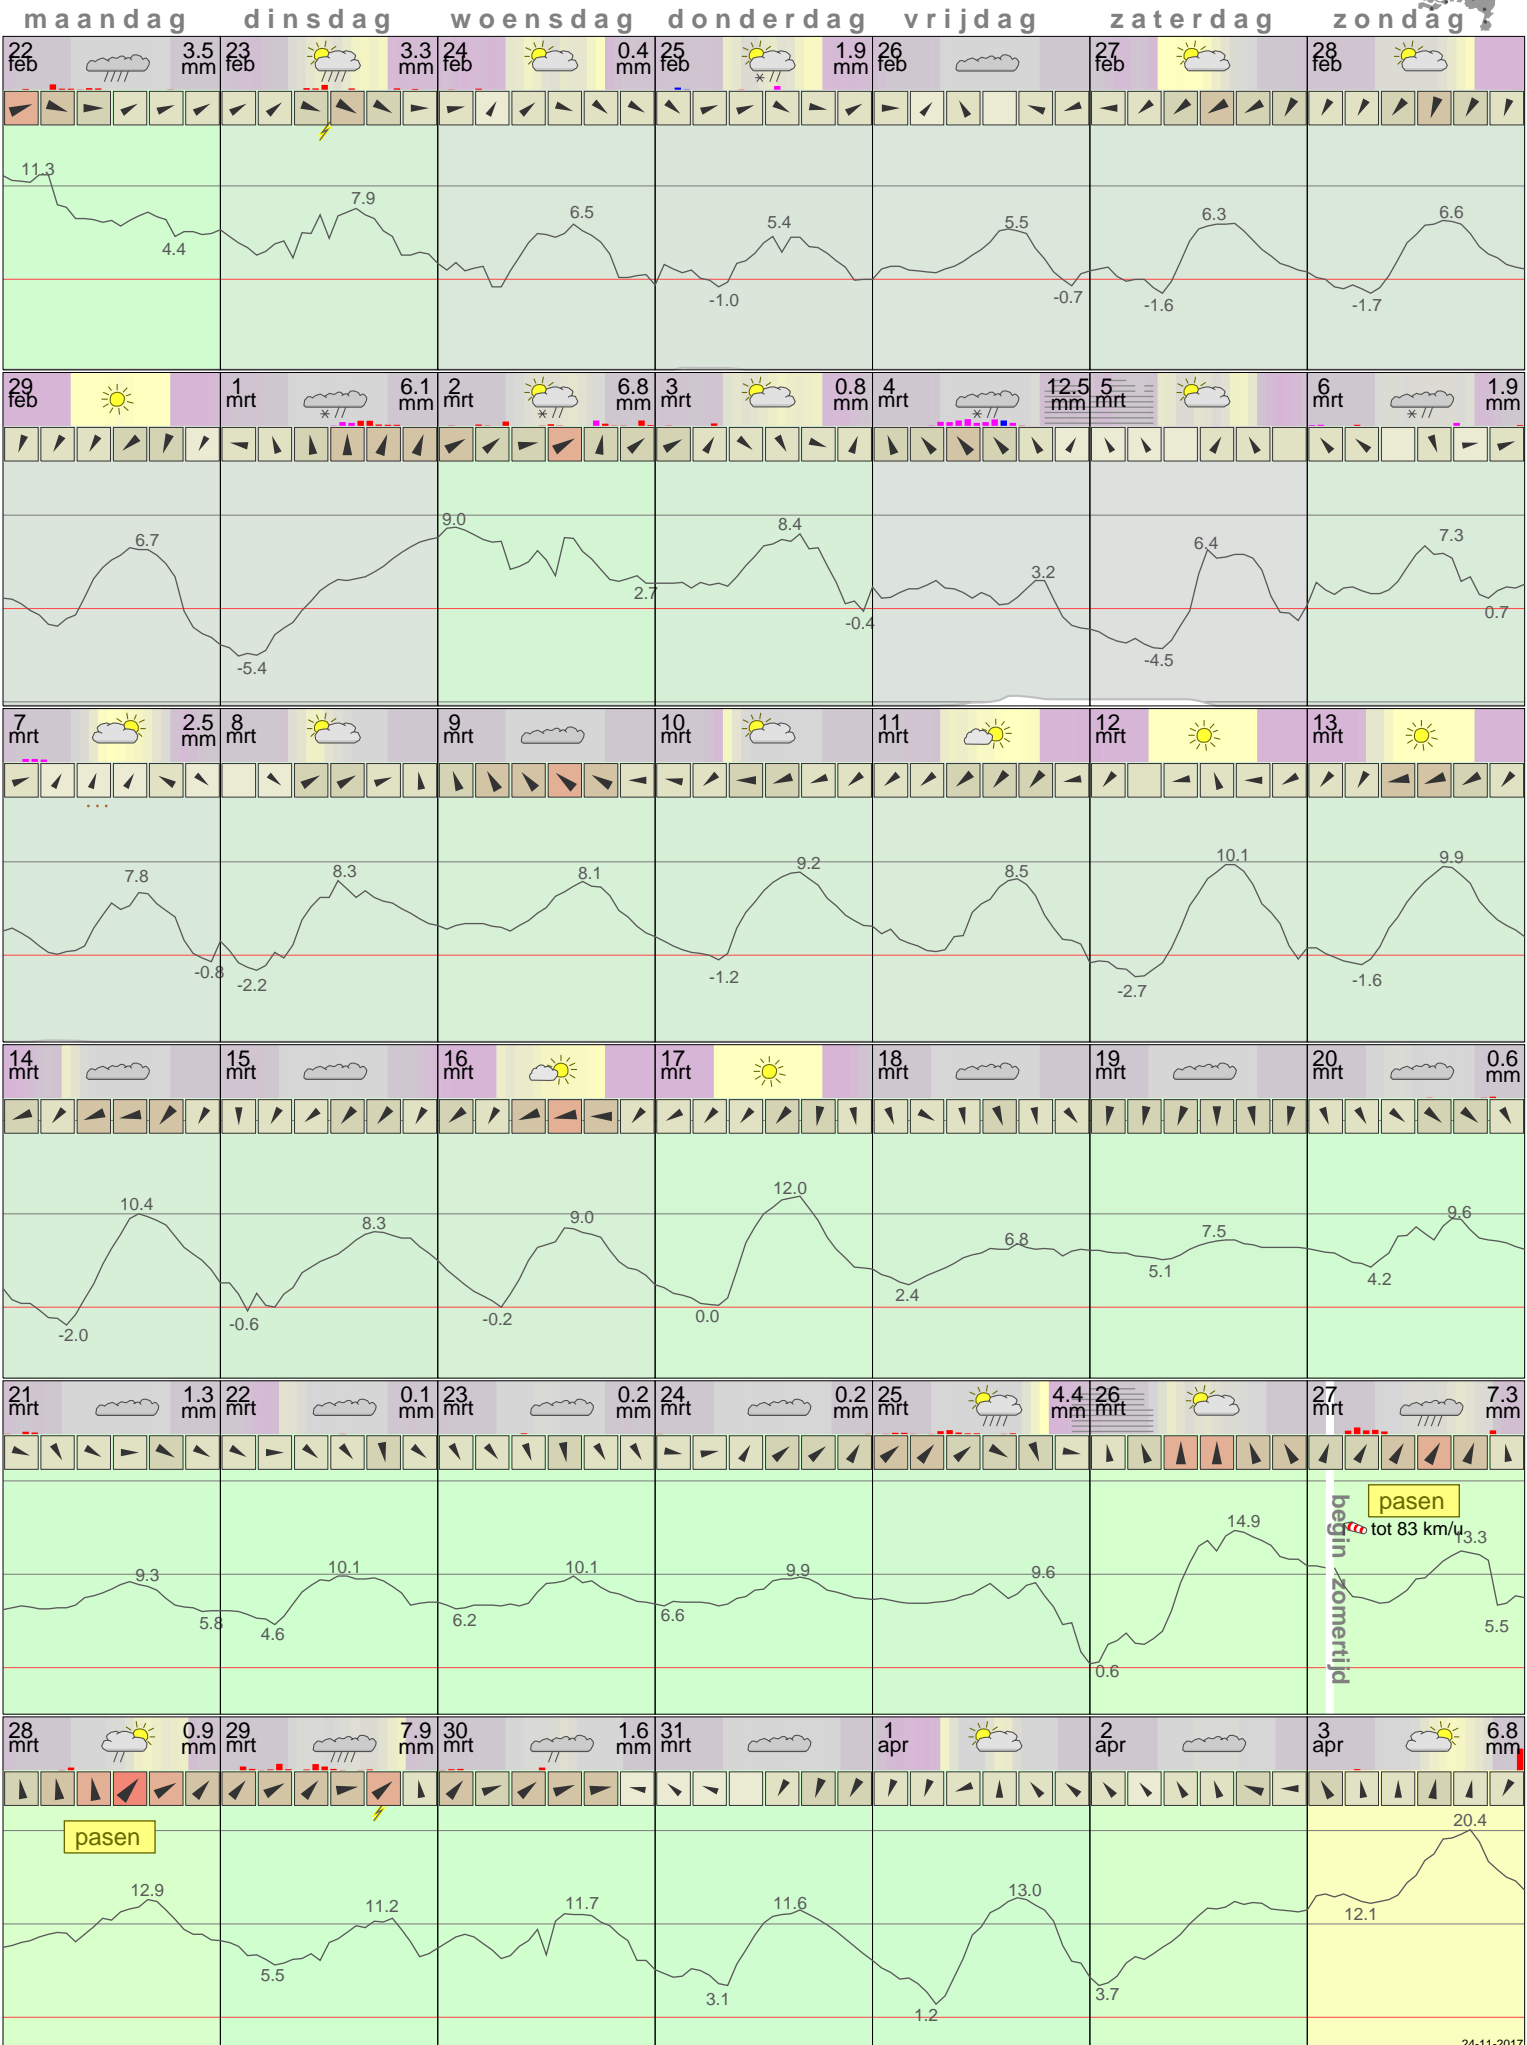 maandag dinsdag woensdag donderdag vrijdag zaterdag zondag
22 feb 3.5 mm 23 feb 3.3 mm 24 feb 0.4 mm 25 feb 1.9 mm 26 feb 27 feb 28 feb
11.3 4.4 7.9 6.5 5.4 -1.0 5.5 -0.7 6.3 -1.6 6.6 -1.7
29 feb 1 mrt 6.1 mm 2 mrt 6.8 mm 3 mrt 0.8 mm 4 mrt 12.5 mm 5 mrt 6 mrt 1.9 mm
6.7 -5.4 9.0 2.7 8.4 -0.4 3.2 6.4 -4.5 7.3 0.7
7 mrt 2.5 mm 8 mrt 9 mrt 10 mrt 11 mrt 12 mrt 13 mrt
7.8 -0.8 8.3 -2.2 8.1 9.2 -1.2 8.5 10.1 -2.7 9.9 -1.6
14 mrt 15 mrt 16 mrt 17 mrt 18 mrt 19 mrt 20 mrt 0.6 mm
10.4 -2.0 8.3 -0.6 9.0 -0.2 12.0 0.0 6.8 2.4 7.5 5.1 9.6 4.2
21 mrt 1.3 mm 22 mrt 0.1 mm 23 mrt 0.2 mm 24 mrt 0.2 mm 25 mrt 4.4 mm 26 mrt 27 mrt 7.3 mm
pasen
tot 83 km/u
begin zomertijd
9.3 5.8 10.1 4.6 10.1 6.2 9.9 6.6 9.6 14.9 0.6 13.3 5.5
28 mrt 0.9 mm 29 mrt 7.9 mm 30 mrt 1.6 mm 31 mrt 1 apr 2 apr 3 apr 6.8 mm
pasen
12.9 11.2 5.5 11.7 11.6 3.1 13.0 1.2 3.7 20.4 12.1
24-11-2017